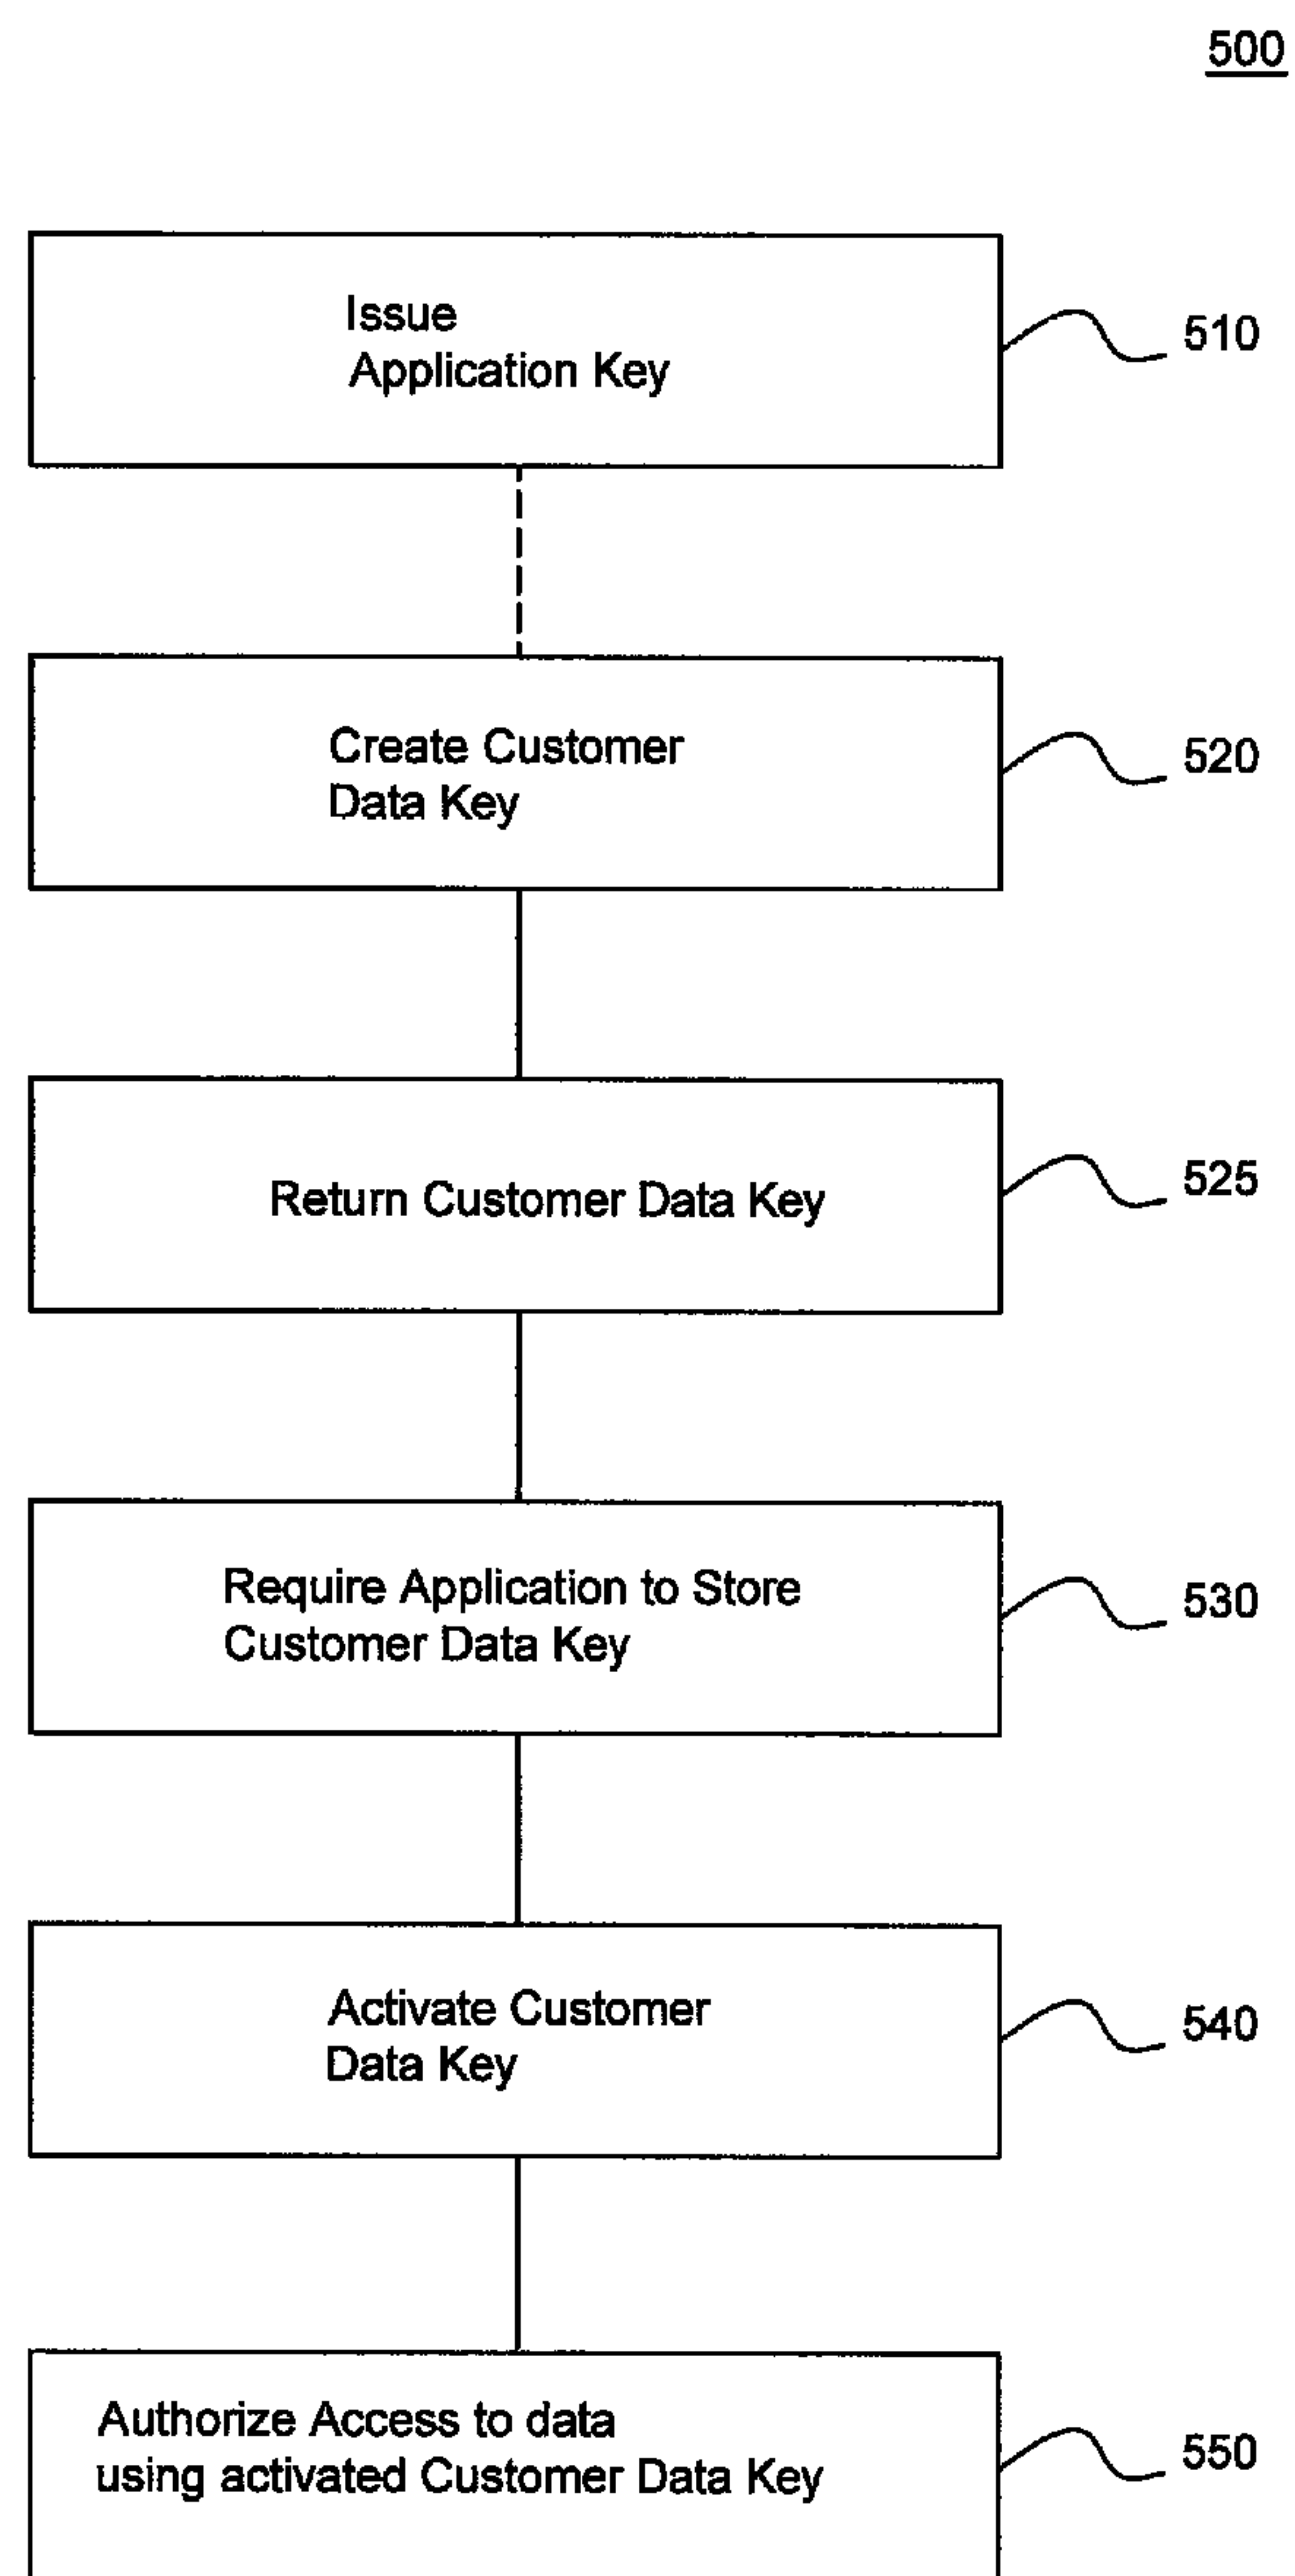 500
Issue
Application Key
510
Create Customer
Data Key
520
Return Customer Data Key
525
Require Application to Store
Customer Data Key
530
Activate Customer
Data Key
540
Authorize Access to data
using activated Customer Data Key
550